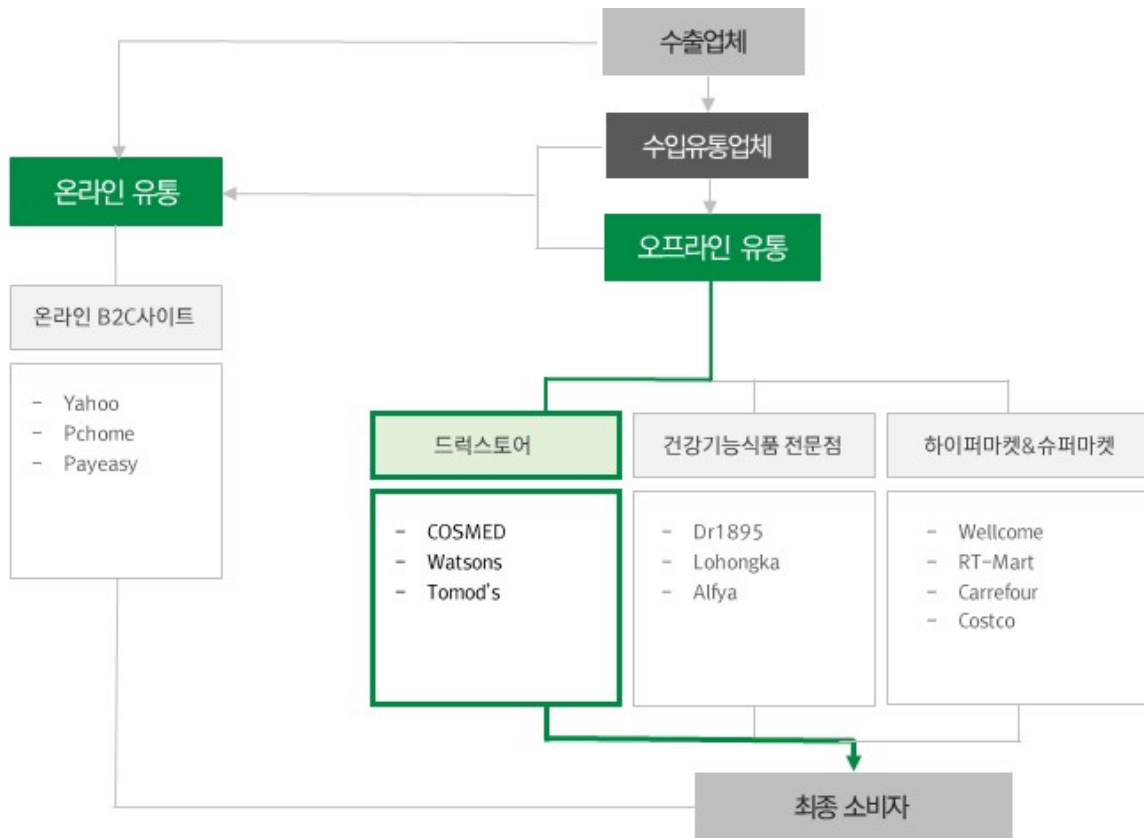 수출업체
수입유통업체
온라인 유통
오프라인 유통
온라인 B2C사이트
- Yahoo
- Pchome
- Payeasy
드럭스토어
- COSMED
- Watsons
- Tomod's
건강기능식품 전문점
- Dr1895
- Lohongka
- Alfya
하이퍼마켓&슈퍼마켓
- Wellcome
- RT-Mart
- Carrefour
- Costco
최종 소비자